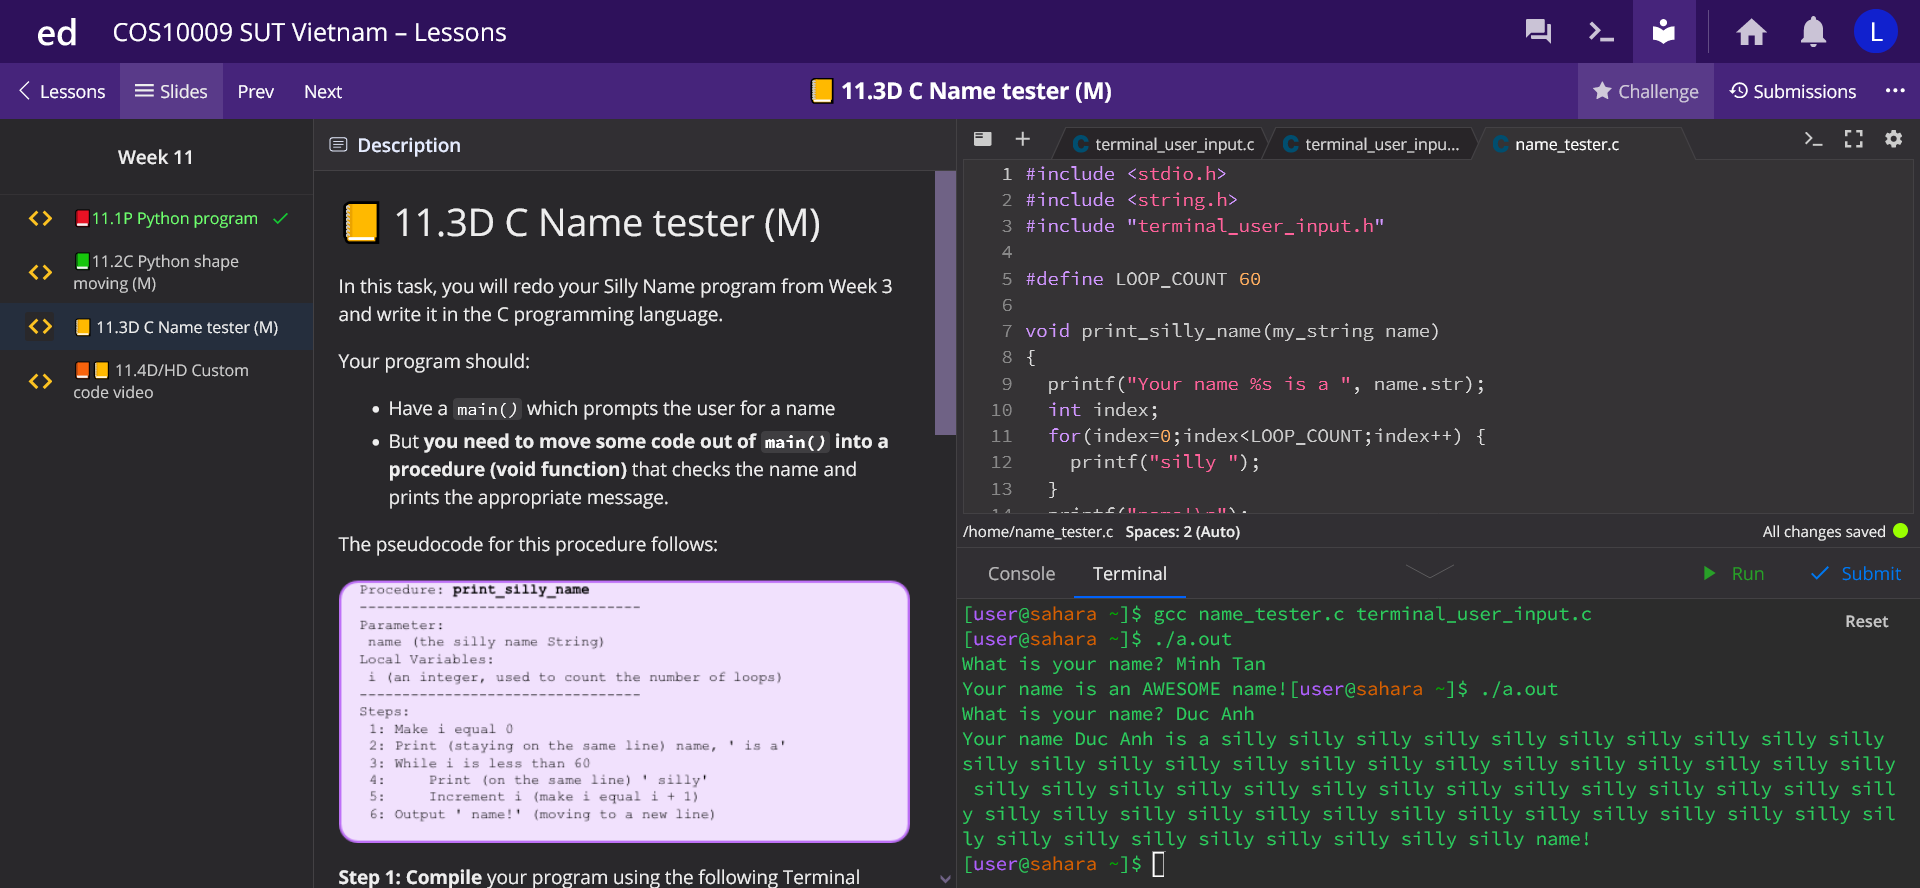 ed COS10009 SUT Vietnam – Lessons L
Lessons Slides Prev Next 11.3D C Name tester (M) Challenge Submissions
Week 11
11.1P Python program
11.2C Python shape
moving (M)
11.3D C Name tester (M)
11.4D/HD Custom
code video
Description
11.3D C Name tester (M)
In this task, you will redo your Silly Name program from Week 3
and write it in the C programming language.
Your program should:
• Have a main() which prompts the user for a name
• But you need to move some code out of main() into a
procedure (void function) that checks the name and
prints the appropriate message.
The pseudocode for this procedure follows:
Procedure: print_silly_name
---------------------------------
Parameter:
name (the silly name String)
Local Variables:
i (an integer, used to count the number of loops)
---------------------------------
Steps:
1: Make i equal 0
2: Print (staying on the same line) name, ' is a'
3: While i is less than 60
4: Print (on the same line) ' silly'
5: Increment i (make i equal i + 1)
6: Output ' name!' (moving to a new line)
Step 1: Compile your program using the following Terminal
terminal_user_input.c terminal_user_inpu... name_tester.c
1 #include <stdio.h>
2 #include <string.h>
3 #include "terminal_user_input.h"
4
5 #define LOOP_COUNT 60
6
7 void print_silly_name(my_string name)
8 {
9 printf("Your name %s is a ", name.str);
10 int index;
11 for(index=0;index<LOOP_COUNT;index++) {
12 printf("silly ");
13 }
/home/name_tester.c Spaces: 2 (Auto) All changes saved
Console Terminal Run Submit
Reset
[user@sahara ~]$ gcc name_tester.c terminal_user_input.c
[user@sahara ~]$ ./a.out
What is your name? Minh Tan
Your name is an AWESOME name![user@sahara ~]$ ./a.out
What is your name? Duc Anh
Your name Duc Anh is a silly silly silly silly silly silly silly silly silly silly
silly silly silly silly silly silly silly silly silly silly silly silly silly silly
silly silly silly silly silly silly silly silly silly silly silly silly silly sill
y silly silly silly silly silly silly silly silly silly silly silly silly silly sil
ly silly silly silly silly silly silly silly silly name!
[user@sahara ~]$